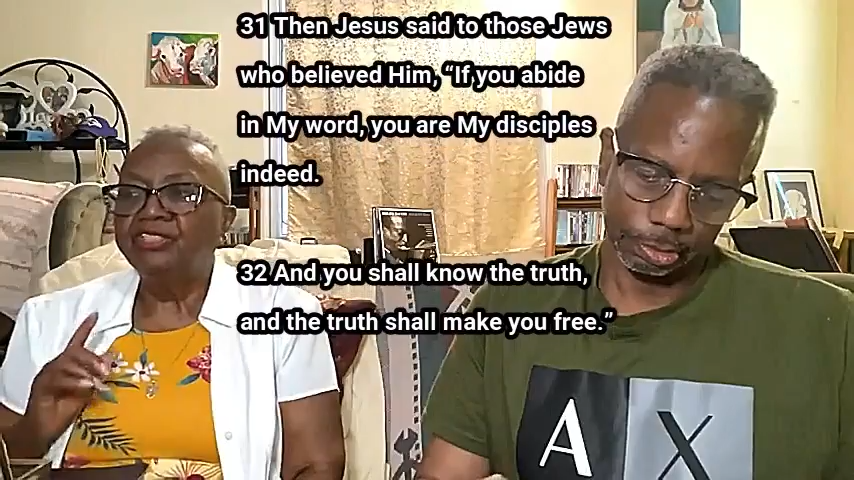 31 Then Jesus said to those Jews
who believed Him, “If you abide
in My word, you are My disciples
indeed.
32 And you shall know the truth,
and the truth shall make you free.”
A X